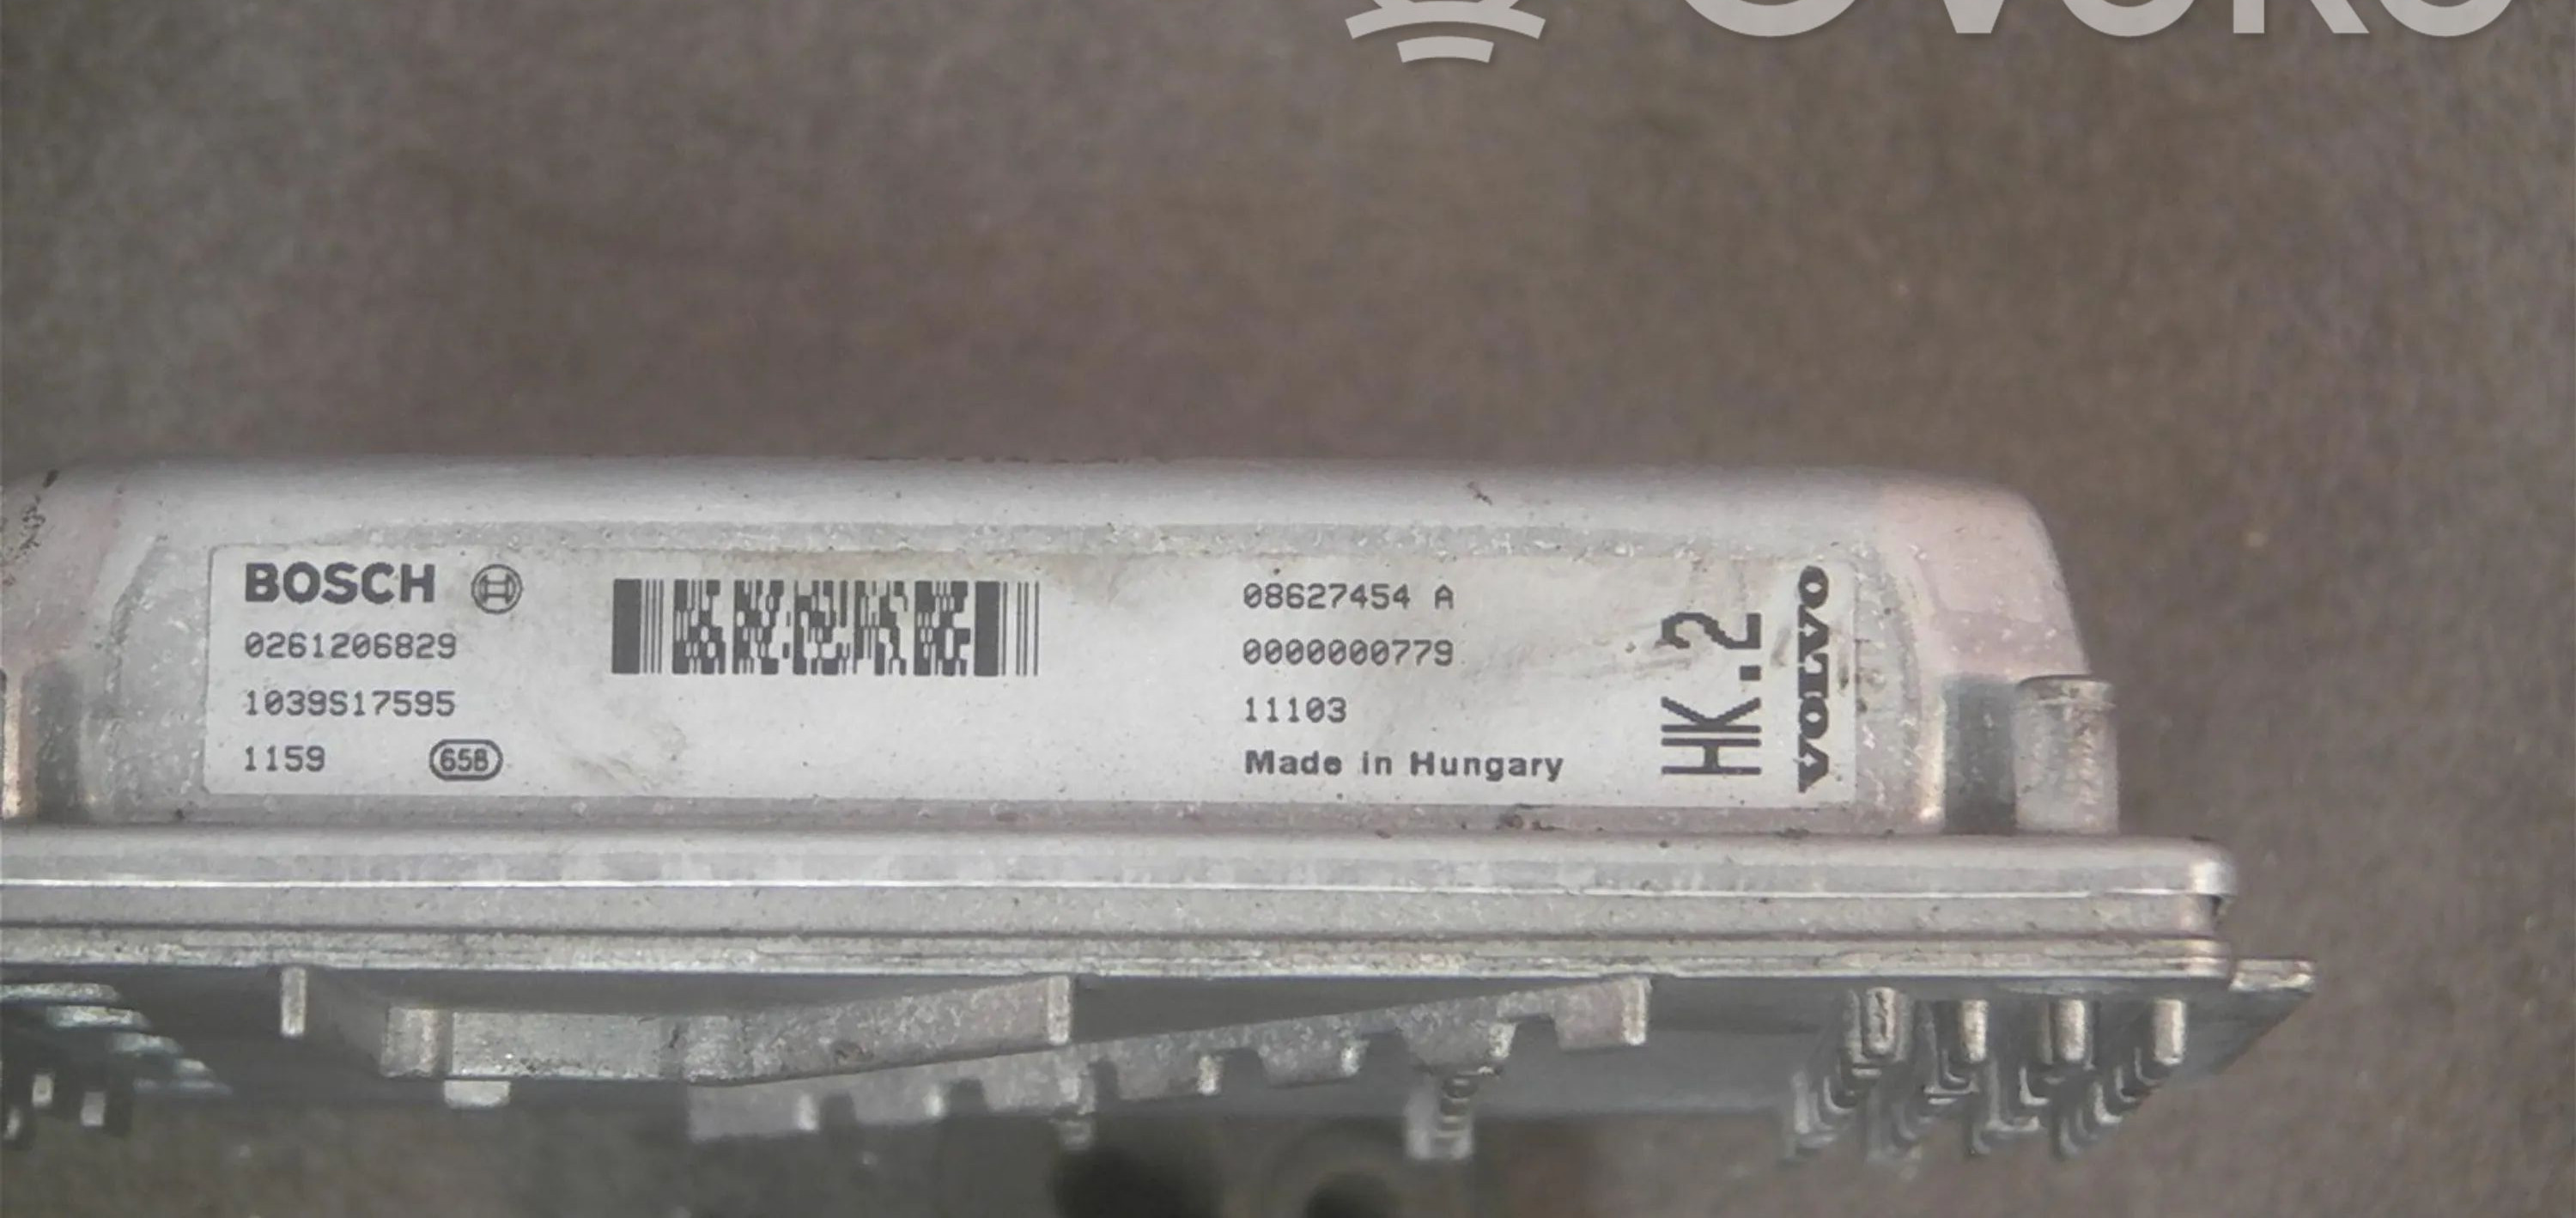 BOSCH
0261206829
1039S17595
1159 658
08627454 A
0000000779
11103
Made in Hungary
HK.2
VOLVO